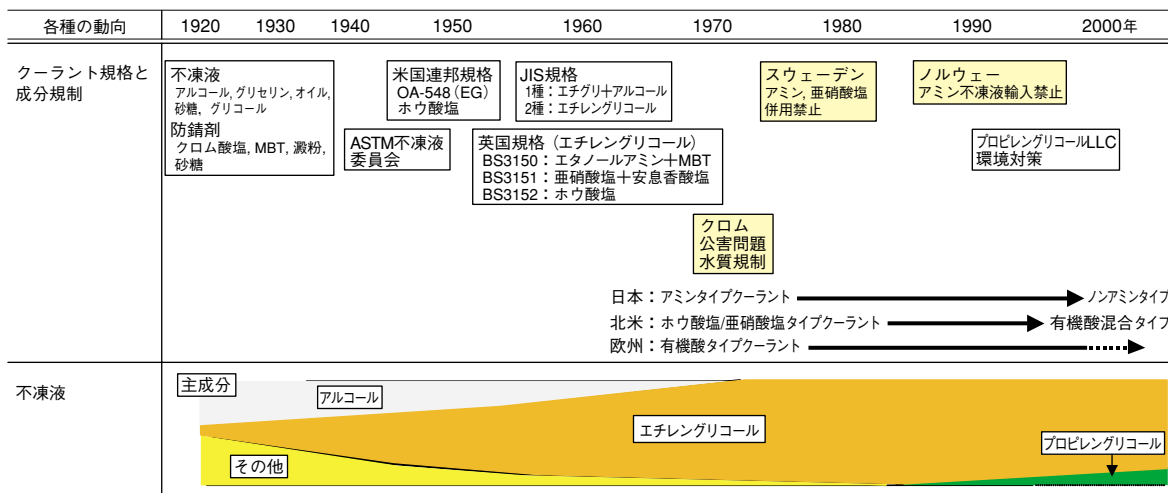 各種の動向 1920 1930 1940 1950 1960 1970 1980 1990 2000年
クーラント規格と
成分規制
不凍液
アルコール, グリセリン, オイル,
砂糖, グリコール
防錆剤
クロム酸塩, MBT, 澱粉,
砂糖
ASTM不凍液
委員会
米国連邦規格
OA-548（EG）
ホウ酸塩
JIS規格
1種：エチグリ＋アルコール
2種：エチレングリコール
英国規格（エチレングリコール）
BS3150：エタノールアミン＋MBT
BS3151：亜硝酸塩＋安息香酸塩
BS3152：ホウ酸塩
クロム
公害問題
水質規制
スウェーデン
アミン, 亜硝酸塩
併用禁止
ノルウェー
アミン不凍液輸入禁止
プロピレングリコールLLC
環境対策
日本：アミンタイプクーラント ノンアミンタイプ
北米：ホウ酸塩/亜硝酸塩タイプクーラント 有機酸混合タイプ
欧州：有機酸タイプクーラント
不凍液
主成分
アルコール
エチレングリコール
プロピレングリコール
その他